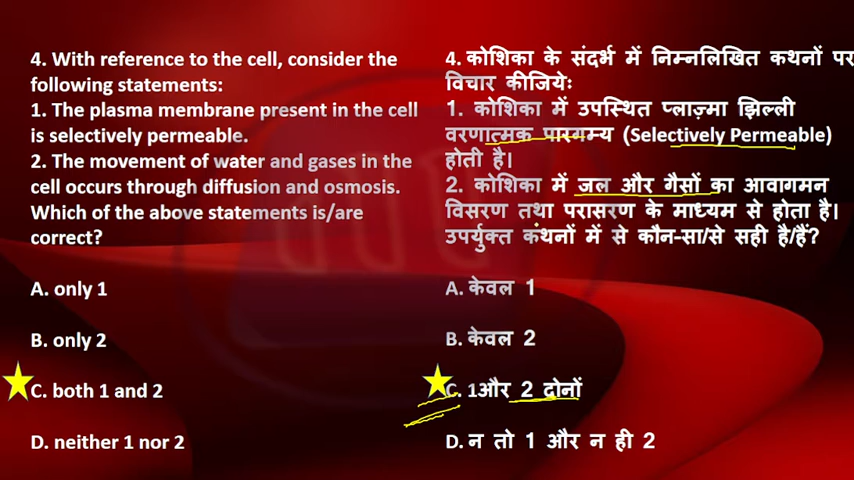 4. With reference to the cell, consider the
following statements:
1. The plasma membrane present in the cell
is selectively permeable.
2. The movement of water and gases in the
cell occurs through diffusion and osmosis.
Which of the above statements is/are
correct?
A. only 1
B. only 2
C. both 1 and 2
D. neither 1 nor 2
4. कोशिका के संदर्भ में निम्नलिखित कथनों पर
विचार कीजियेः
1. कोशिका में उपस्थित प्लाज़्मा झिल्ली
वरणात्मक पारगम्य (Selectively Permeable)
होती है।
2. कोशिका में जल और गैसों का आवागमन
विसरण तथा परासरण के माध्यम से होता है।
उपर्युक्त कथनों में से कौन-सा/से सही है/हैं?
A. केवल 1
B. केवल 2
C. 1और 2 दोनों
D. न तो 1 और न ही 2